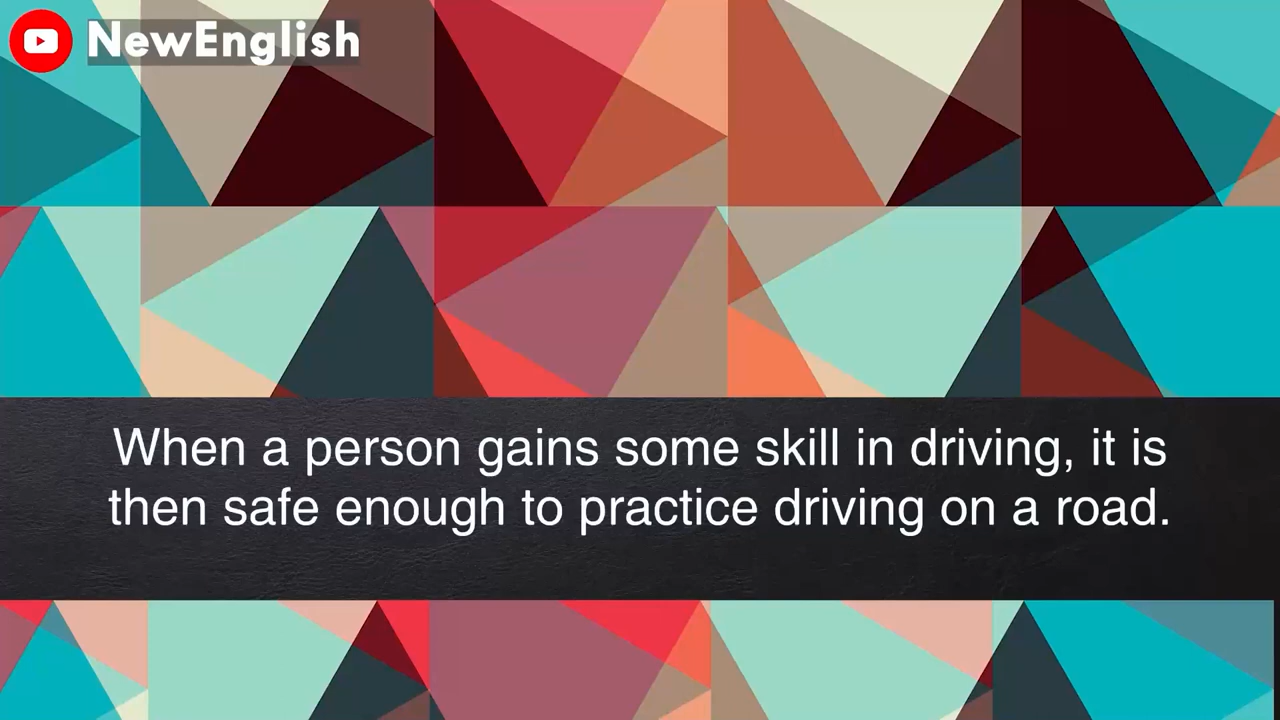 NewEnglish
When a person gains some skill in driving, it is
then safe enough to practice driving on a road.